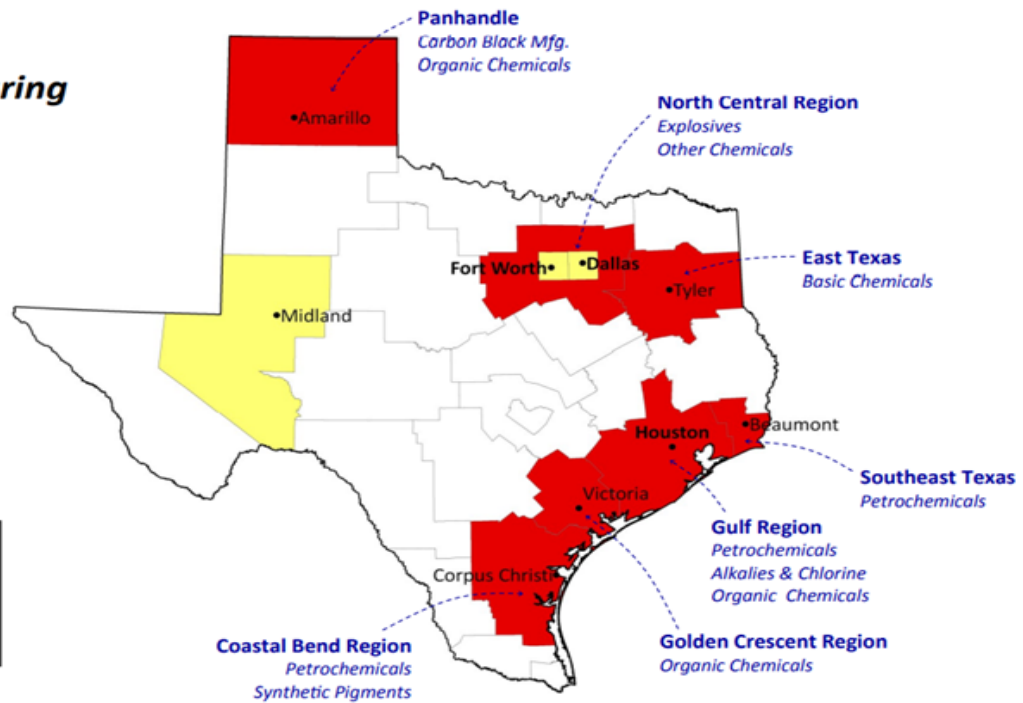 Panhandle
Carbon Black Mfg.
Organic Chemicals
ring
Amarillo
North Central Region
Explosives
Other Chemicals
Fort Worth
Dallas
East Texas
Basic Chemicals
Tyler
Midland
Houston
Beaumont
Southeast Texas
Petrochemicals
Victoria
Gulf Region
Petrochemicals
Alkalies & Chlorine
Organic Chemicals
Corpus Christi
Coastal Bend Region
Petrochemicals
Synthetic Pigments
Golden Crescent Region
Organic Chemicals